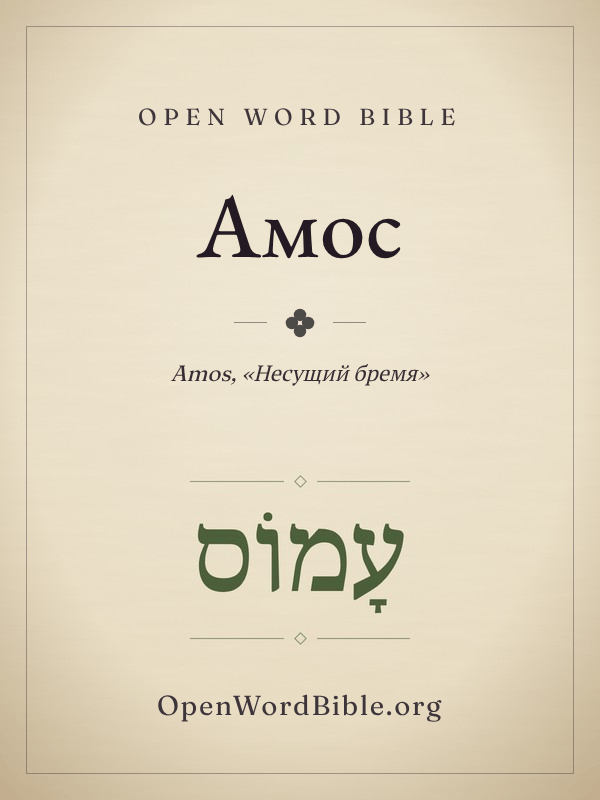 OPEN WORD BIBLE
Амос
Amos, «Несущий бремя»
עָמוֹס
OpenWordBible.org